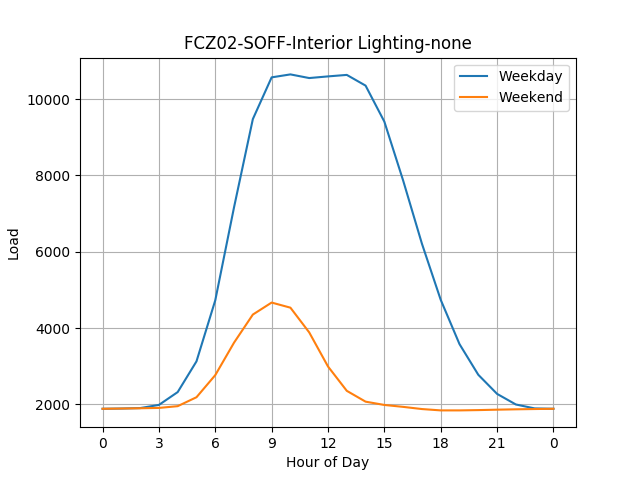 FCZ02-SOFF-Interior Lighting-none
Weekday
Weekend
10000
8000
6000
4000
2000
Load
0 3 6 9 12 15 18 21 0
Hour of Day